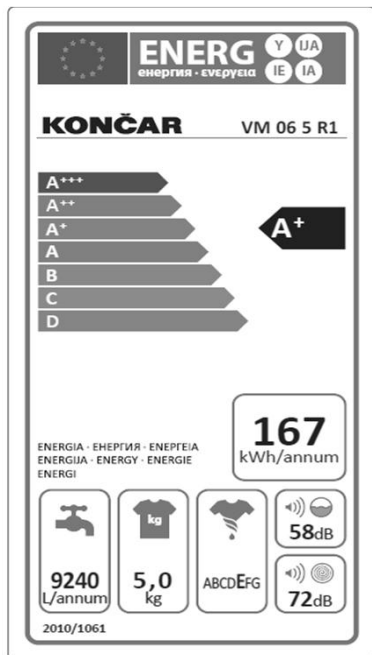 ENERG Y IJA
енергия · ενεργεια IE IA
KONČAR VM 06 5 R1
A+++
A++
A+ A+
A
B
C
D
167
kWh/annum
ENERGIA · ЕНЕРГИЯ · ΕΝΕΡΓΕΙΑ
ENERGIJA · ENERGY · ENERGIE
ENERGI
kg
58dB
9240 5,0 ABCDEFG
L/annum kg
72dB
2010/1061